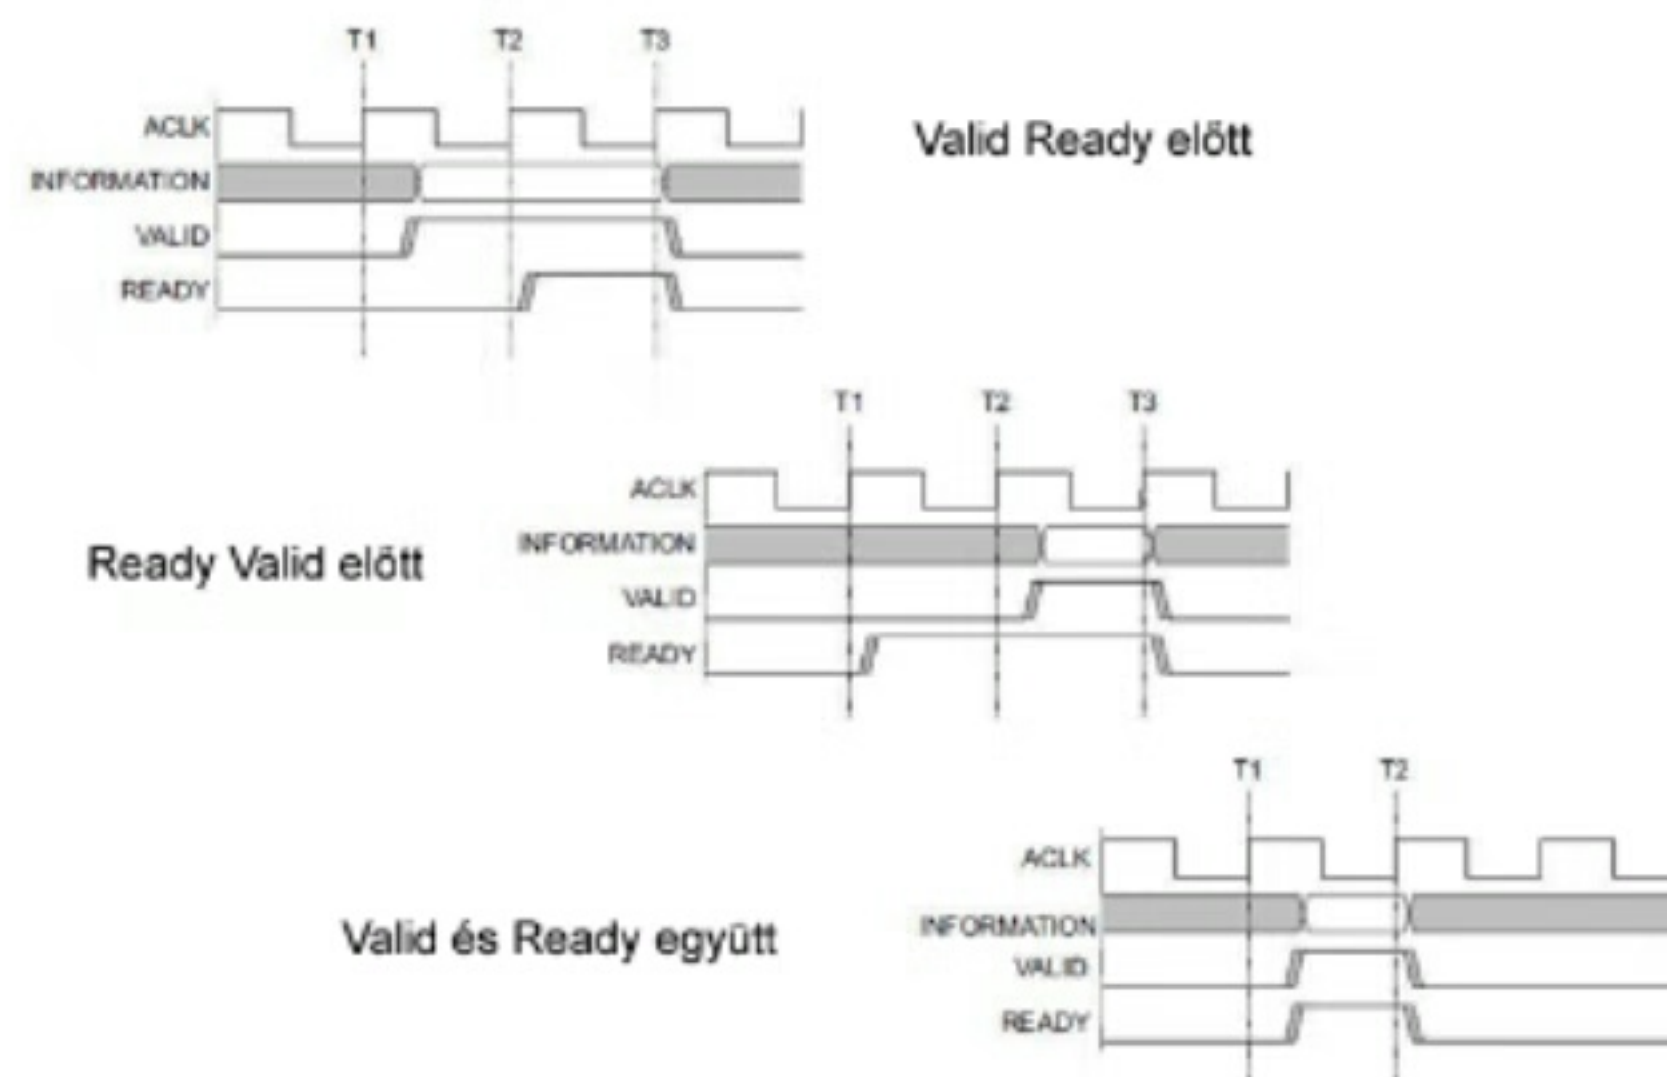 T1 T2 T3
ACLK
Valid Ready előtt
INFORMATION
VALID
READY
T1 T2 T3
ACLK
INFORMATION
Ready Valid előtt
VALID
READY
T1 T2
ACLK
INFORMATION
Valid és Ready együtt
VALID
READY